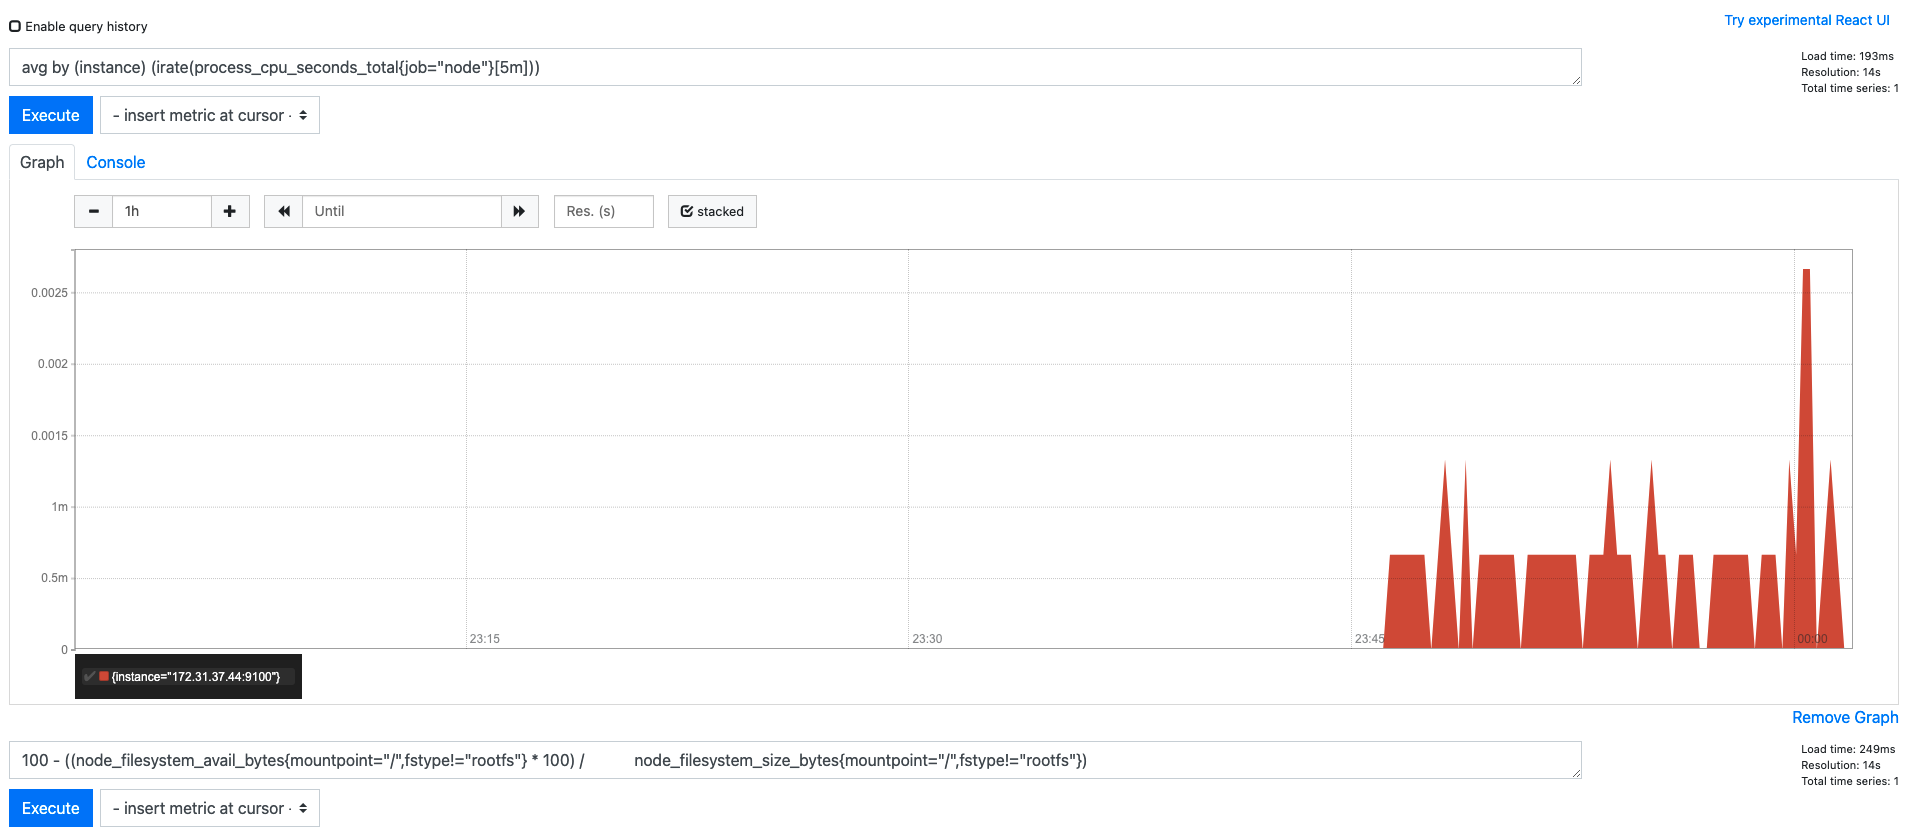 Enable query history
Try experimental React UI
avg by (instance) (irate(process_cpu_seconds_total{job="node"}[5m]))
Load time: 193ms
Resolution: 14s
Total time series: 1
Execute
- insert metric at cursor -
Graph
Console
1h
Until
Res. (s)
stacked
0.0025
0.002
0.0015
1m
0.5m
0
23:15
23:30
23:45
00:00
{instance="172.31.37.44:9100"}
Remove Graph
100 - ((node_filesystem_avail_bytes{mountpoint="/",fstype!="rootfs"} * 100) / node_filesystem_size_bytes{mountpoint="/",fstype!="rootfs"})
Load time: 249ms
Resolution: 14s
Total time series: 1
Execute
- insert metric at cursor -